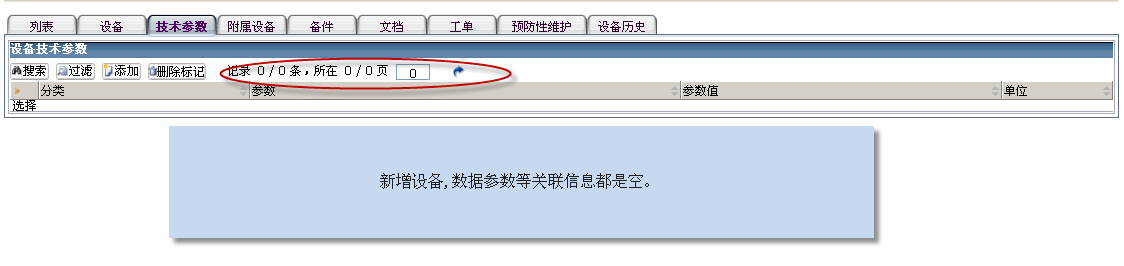 列表 设备 技术参数 附属设备 备件 文档 工单 预防性维护 设备历史
设备技术参数
搜索 过滤 添加 删除标记 记录 0 / 0 条，所在 0 / 0 页 0
分类 参数 参数值 单位
选择
新增设备,数据参数等关联信息都是空。